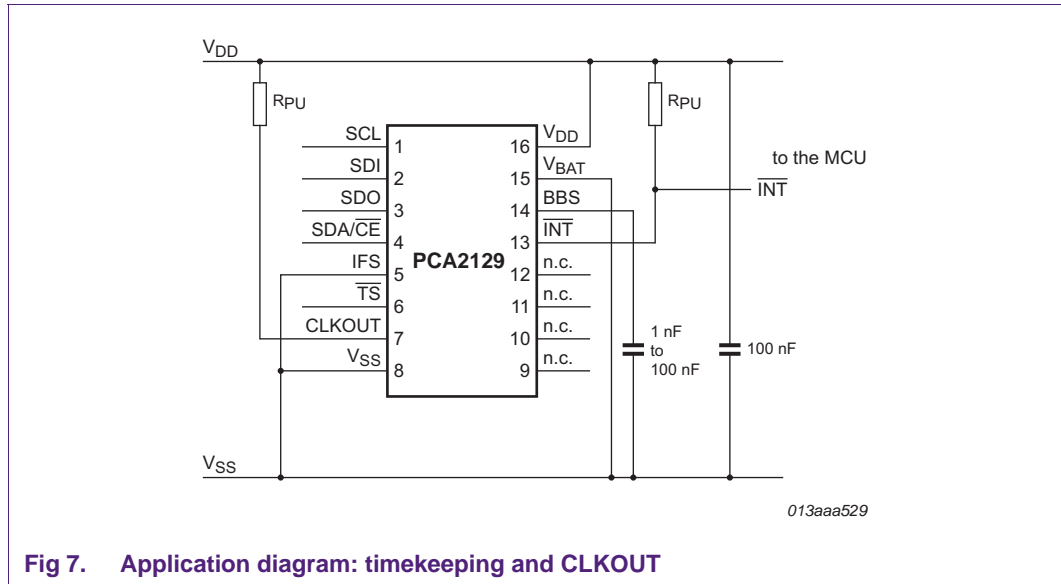 VDD
RPU
RPU
SCL
1
16
VDD
to the MCU
SDI
2
15
VBAT
INT
SDO
3
14
BBS
SDA/CE
4
13
INT
PCA2129
IFS
5
12
n.c.
TS
6
11
n.c.
CLKOUT
7
10
n.c.
1 nF
to
100 nF
100 nF
VSS
8
9
n.c.
VSS
013aaa529
Fig 7. Application diagram: timekeeping and CLKOUT